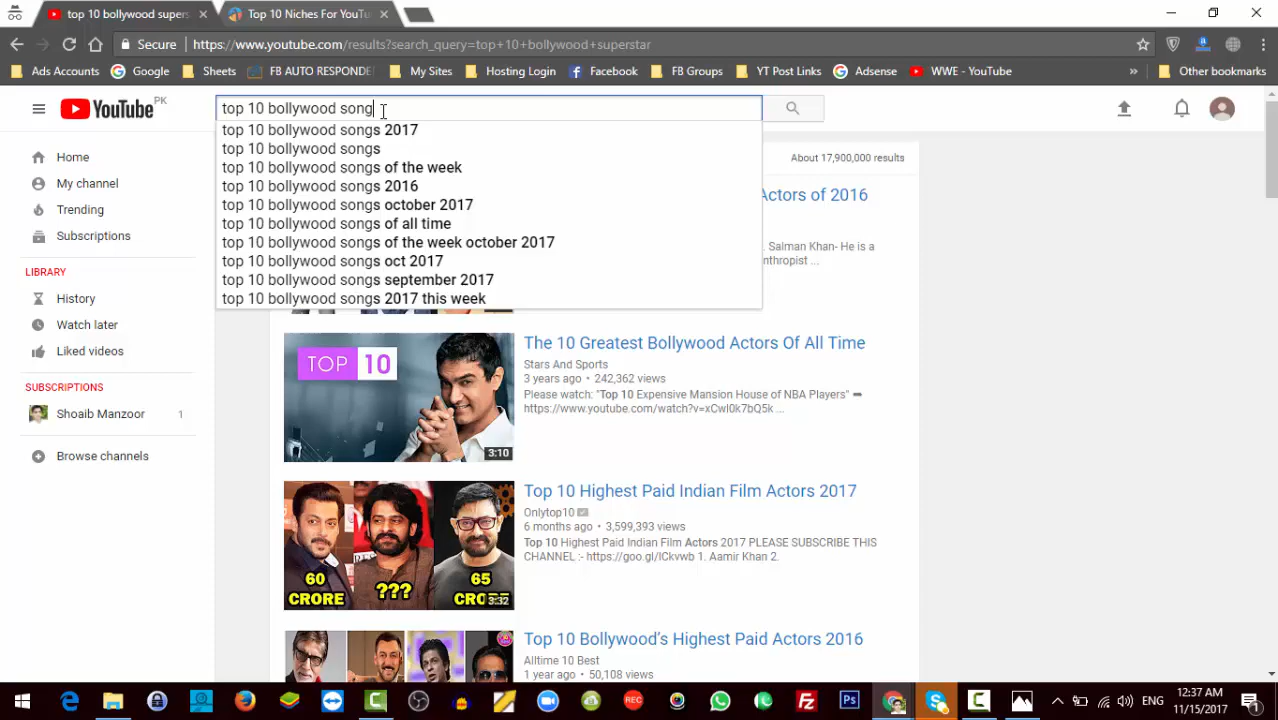 top 10 bollywood supers
Top 10 Niches For YouTu
Secure
https://www.youtube.com/results?search_query=top+10+bollywood+superstar
Ads Accounts
Google
Sheets
FB AUTO RESPONDE
My Sites
Hosting Login
Facebook
FB Groups
YT Post Links
Adsense
WWE - YouTube
»
Other bookmarks
YouTube PK
top 10 bollywood song
top 10 bollywood songs 2017
top 10 bollywood songs
top 10 bollywood songs of the week
top 10 bollywood songs 2016
top 10 bollywood songs october 2017
top 10 bollywood songs of all time
top 10 bollywood songs of the week october 2017
top 10 bollywood songs oct 2017
top 10 bollywood songs september 2017
top 10 bollywood songs 2017 this week
Home
My channel
Trending
Subscriptions
LIBRARY
History
Watch later
Liked videos
SUBSCRIPTIONS
Shoaib Manzoor 1
Browse channels
About 17,900,000 results
Actors of 2016
. Salman Khan- He is a
nthropist ...
TOP 10
3:10
The 10 Greatest Bollywood Actors Of All Time
Stars And Sports
3 years ago • 242,362 views
Please watch: "Top 10 Expensive Mansion House of NBA Players" ➨
https://www.youtube.com/watch?v=xCwI0k7bQ5k ...
60
CRORE
???
65
CRO
3:32
Top 10 Highest Paid Indian Film Actors 2017
Onlytop10
6 months ago • 3,599,393 views
Top 10 Highest Paid Indian Film Actors 2017 PLEASE SUBSCRIBE THIS
CHANNEL :- https://goo.gl/ICkvwb 1. Aamir Khan 2.
Top 10 Bollywood's Highest Paid Actors 2016
Alltime 10 Best
1 year ago • 50,108 views
REC
Ps
ENG
12:37 AM
11/15/2017
1